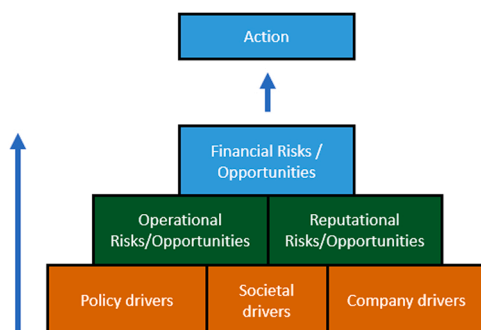 Action
Financial Risks /
Opportunities
Operational
Risks/Opportunities
Reputational
Risks/Opportunities
Policy drivers
Societal
drivers
Company drivers